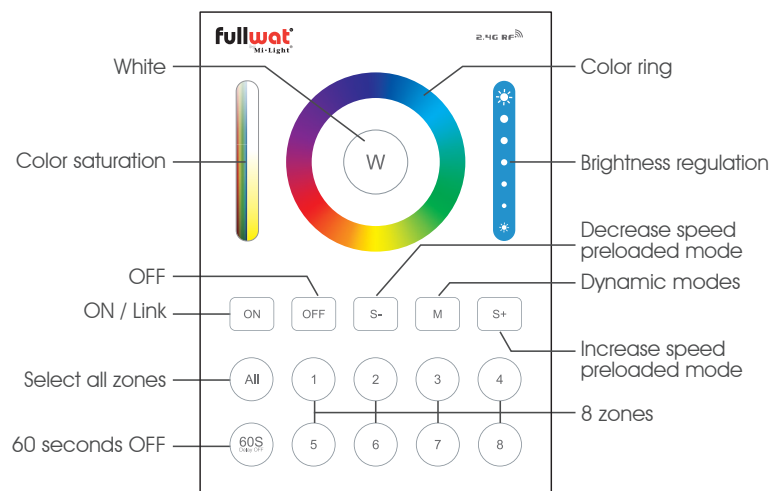 fullwat
Mi-Light
2.4G RF
White
Color ring
W
Color saturation
Brightness regulation
Decrease speed
preloaded mode
OFF
Dynamic modes
ON / Link
ON
OFF
S-
M
S+
Increase speed
preloaded mode
Select all zones
All
1
2
3
4
8 zones
60 seconds OFF
60S
Delay OFF
5
6
7
8